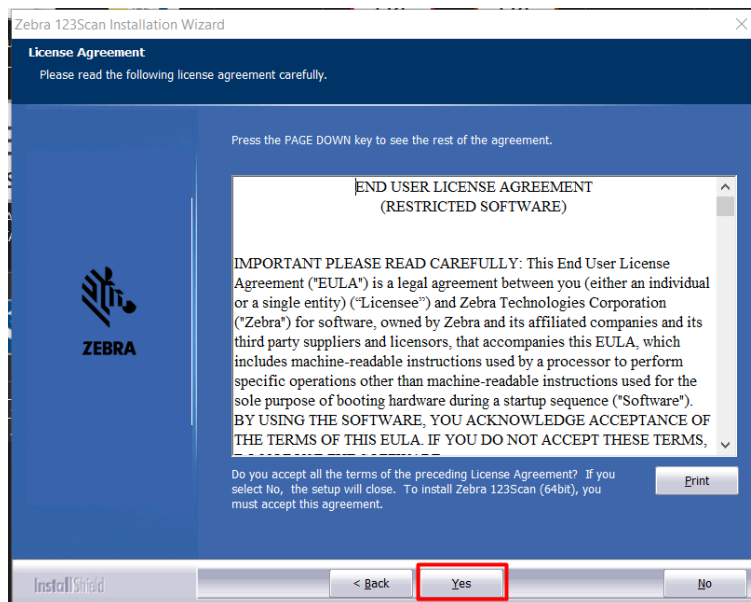 Zebra 123Scan Installation Wizard
License Agreement
Please read the following license agreement carefully.
Press the PAGE DOWN key to see the rest of the agreement.
END USER LICENSE AGREEMENT
(RESTRICTED SOFTWARE)
IMPORTANT PLEASE READ CAREFULLY: This End User License
Agreement ("EULA") is a legal agreement between you (either an individual
or a single entity) (“Licensee”) and Zebra Technologies Corporation
("Zebra") for software, owned by Zebra and its affiliated companies and its
third party suppliers and licensors, that accompanies this EULA, which
includes machine-readable instructions used by a processor to perform
specific operations other than machine-readable instructions used for the
sole purpose of booting hardware during a startup sequence ("Software").
BY USING THE SOFTWARE, YOU ACKNOWLEDGE ACCEPTANCE OF
THE TERMS OF THIS EULA. IF YOU DO NOT ACCEPT THESE TERMS,
ZEBRA
Do you accept all the terms of the preceding License Agreement? If you
select No, the setup will close. To install Zebra 123Scan (64bit), you
must accept this agreement.
Print
InstallShield
< Back
Yes
No